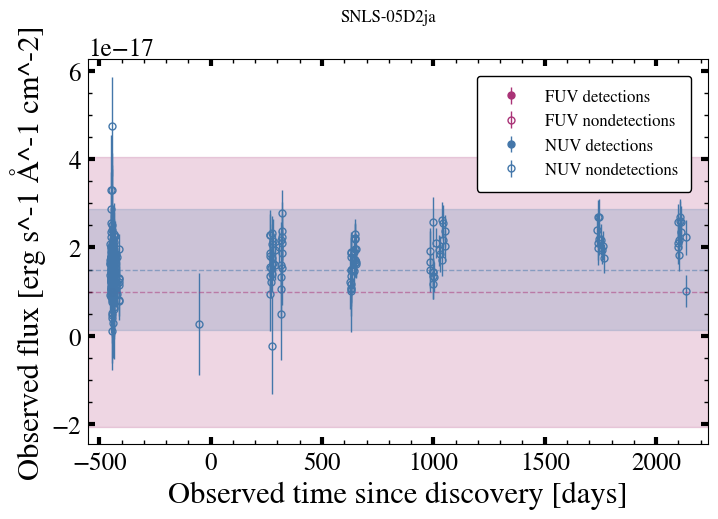 SNLS-05D2ja
1e−17
6
4
2
0
−2
Observed flux [erg s^-1 Å^-1 cm^-2]
FUV detections
FUV nondetections
NUV detections
NUV nondetections
−500 0 500 1000 1500 2000
Observed time since discovery [days]